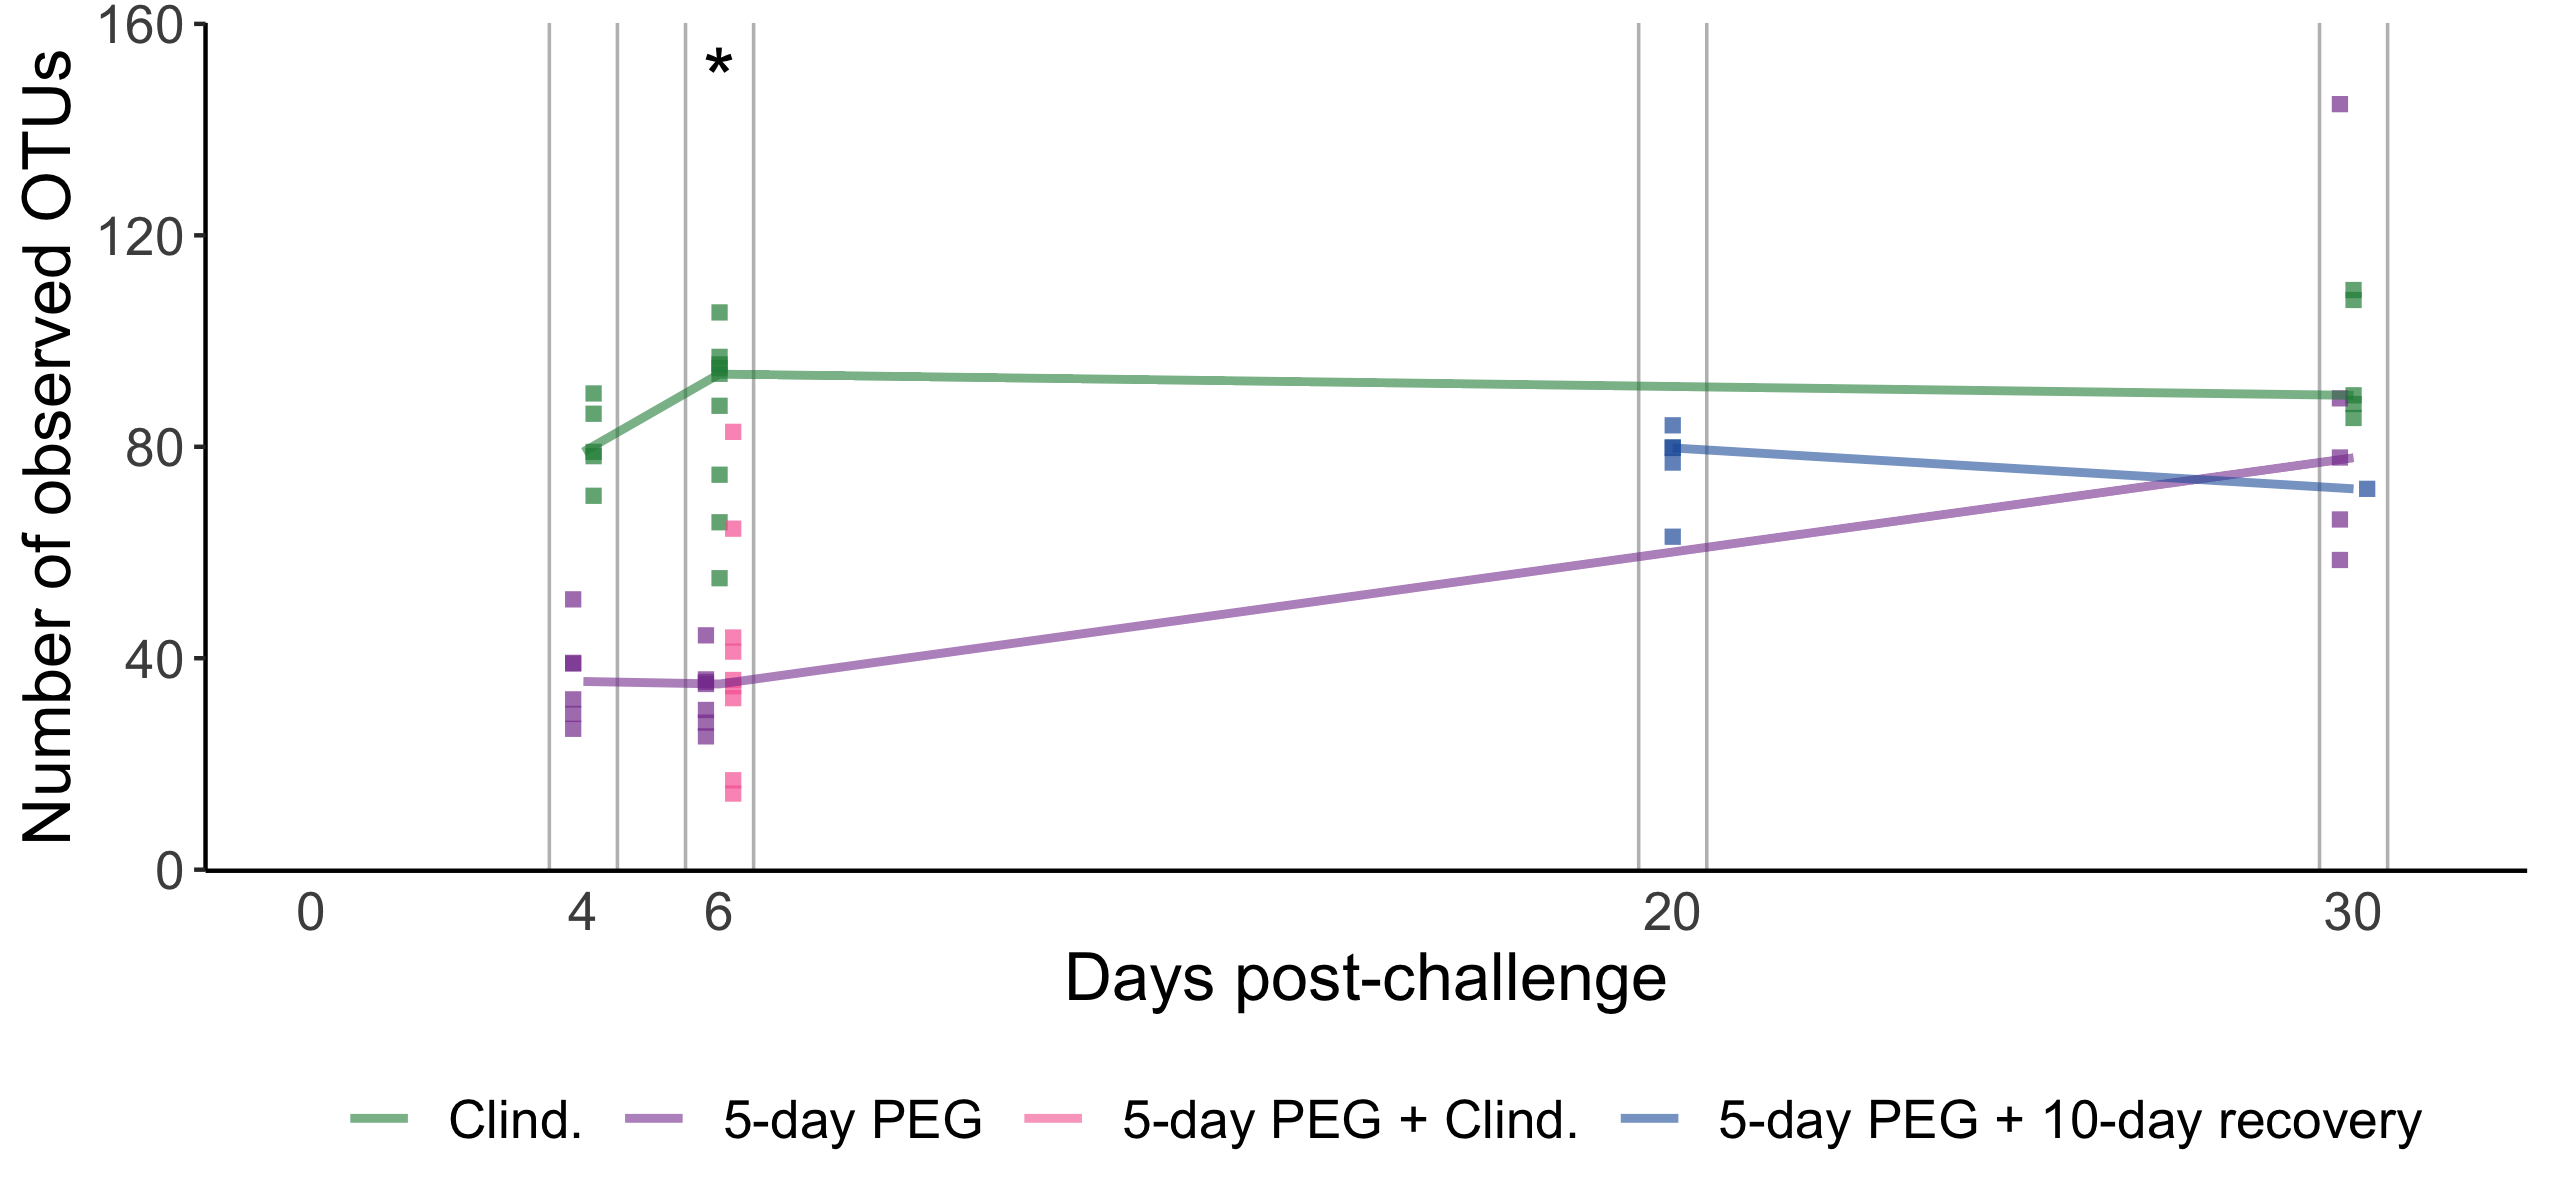 Number of observed OTUs
160
120
80
40
0
*
0 4 6 20 30
Days post-challenge
Clind. 5-day PEG 5-day PEG + Clind. 5-day PEG + 10-day recovery